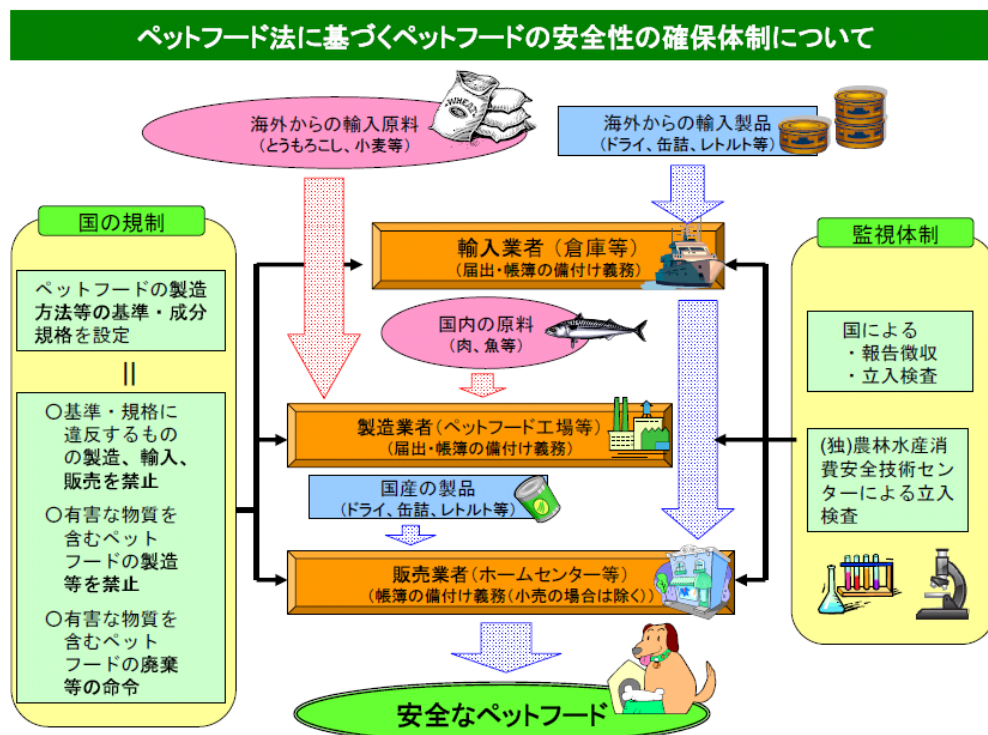 ペットフード法に基づくペットフードの安全性の確保体制について
海外からの輸入原料
(とうもろこし、小麦等)
WHEAT
海外からの輸入製品
(ドライ、缶詰、レトルト等)
国の規制
ペットフードの製造
方法等の基準・成分
規格を設定
||
○基準・規格に
違反するもの
の製造、輸入、
販売を禁止
○有害な物質を
含むペット
フードの製造
等を禁止
○有害な物質を
含むペット
フードの廃棄
等の命令
輸入業者(倉庫等)
(届出・帳簿の備付け義務)
国内の原料
(肉、魚等)
製造業者(ペットフード工場等)
(届出・帳簿の備付け義務)
国産の製品
(ドライ、缶詰、レトルト等)
販売業者(ホームセンター等)
(帳簿の備付け義務(小売の場合は除く))
安全なペットフード
監視体制
国による
・報告徴収
・立入検査
(独)農林水産消
費安全技術セン
ターによる立入
検査